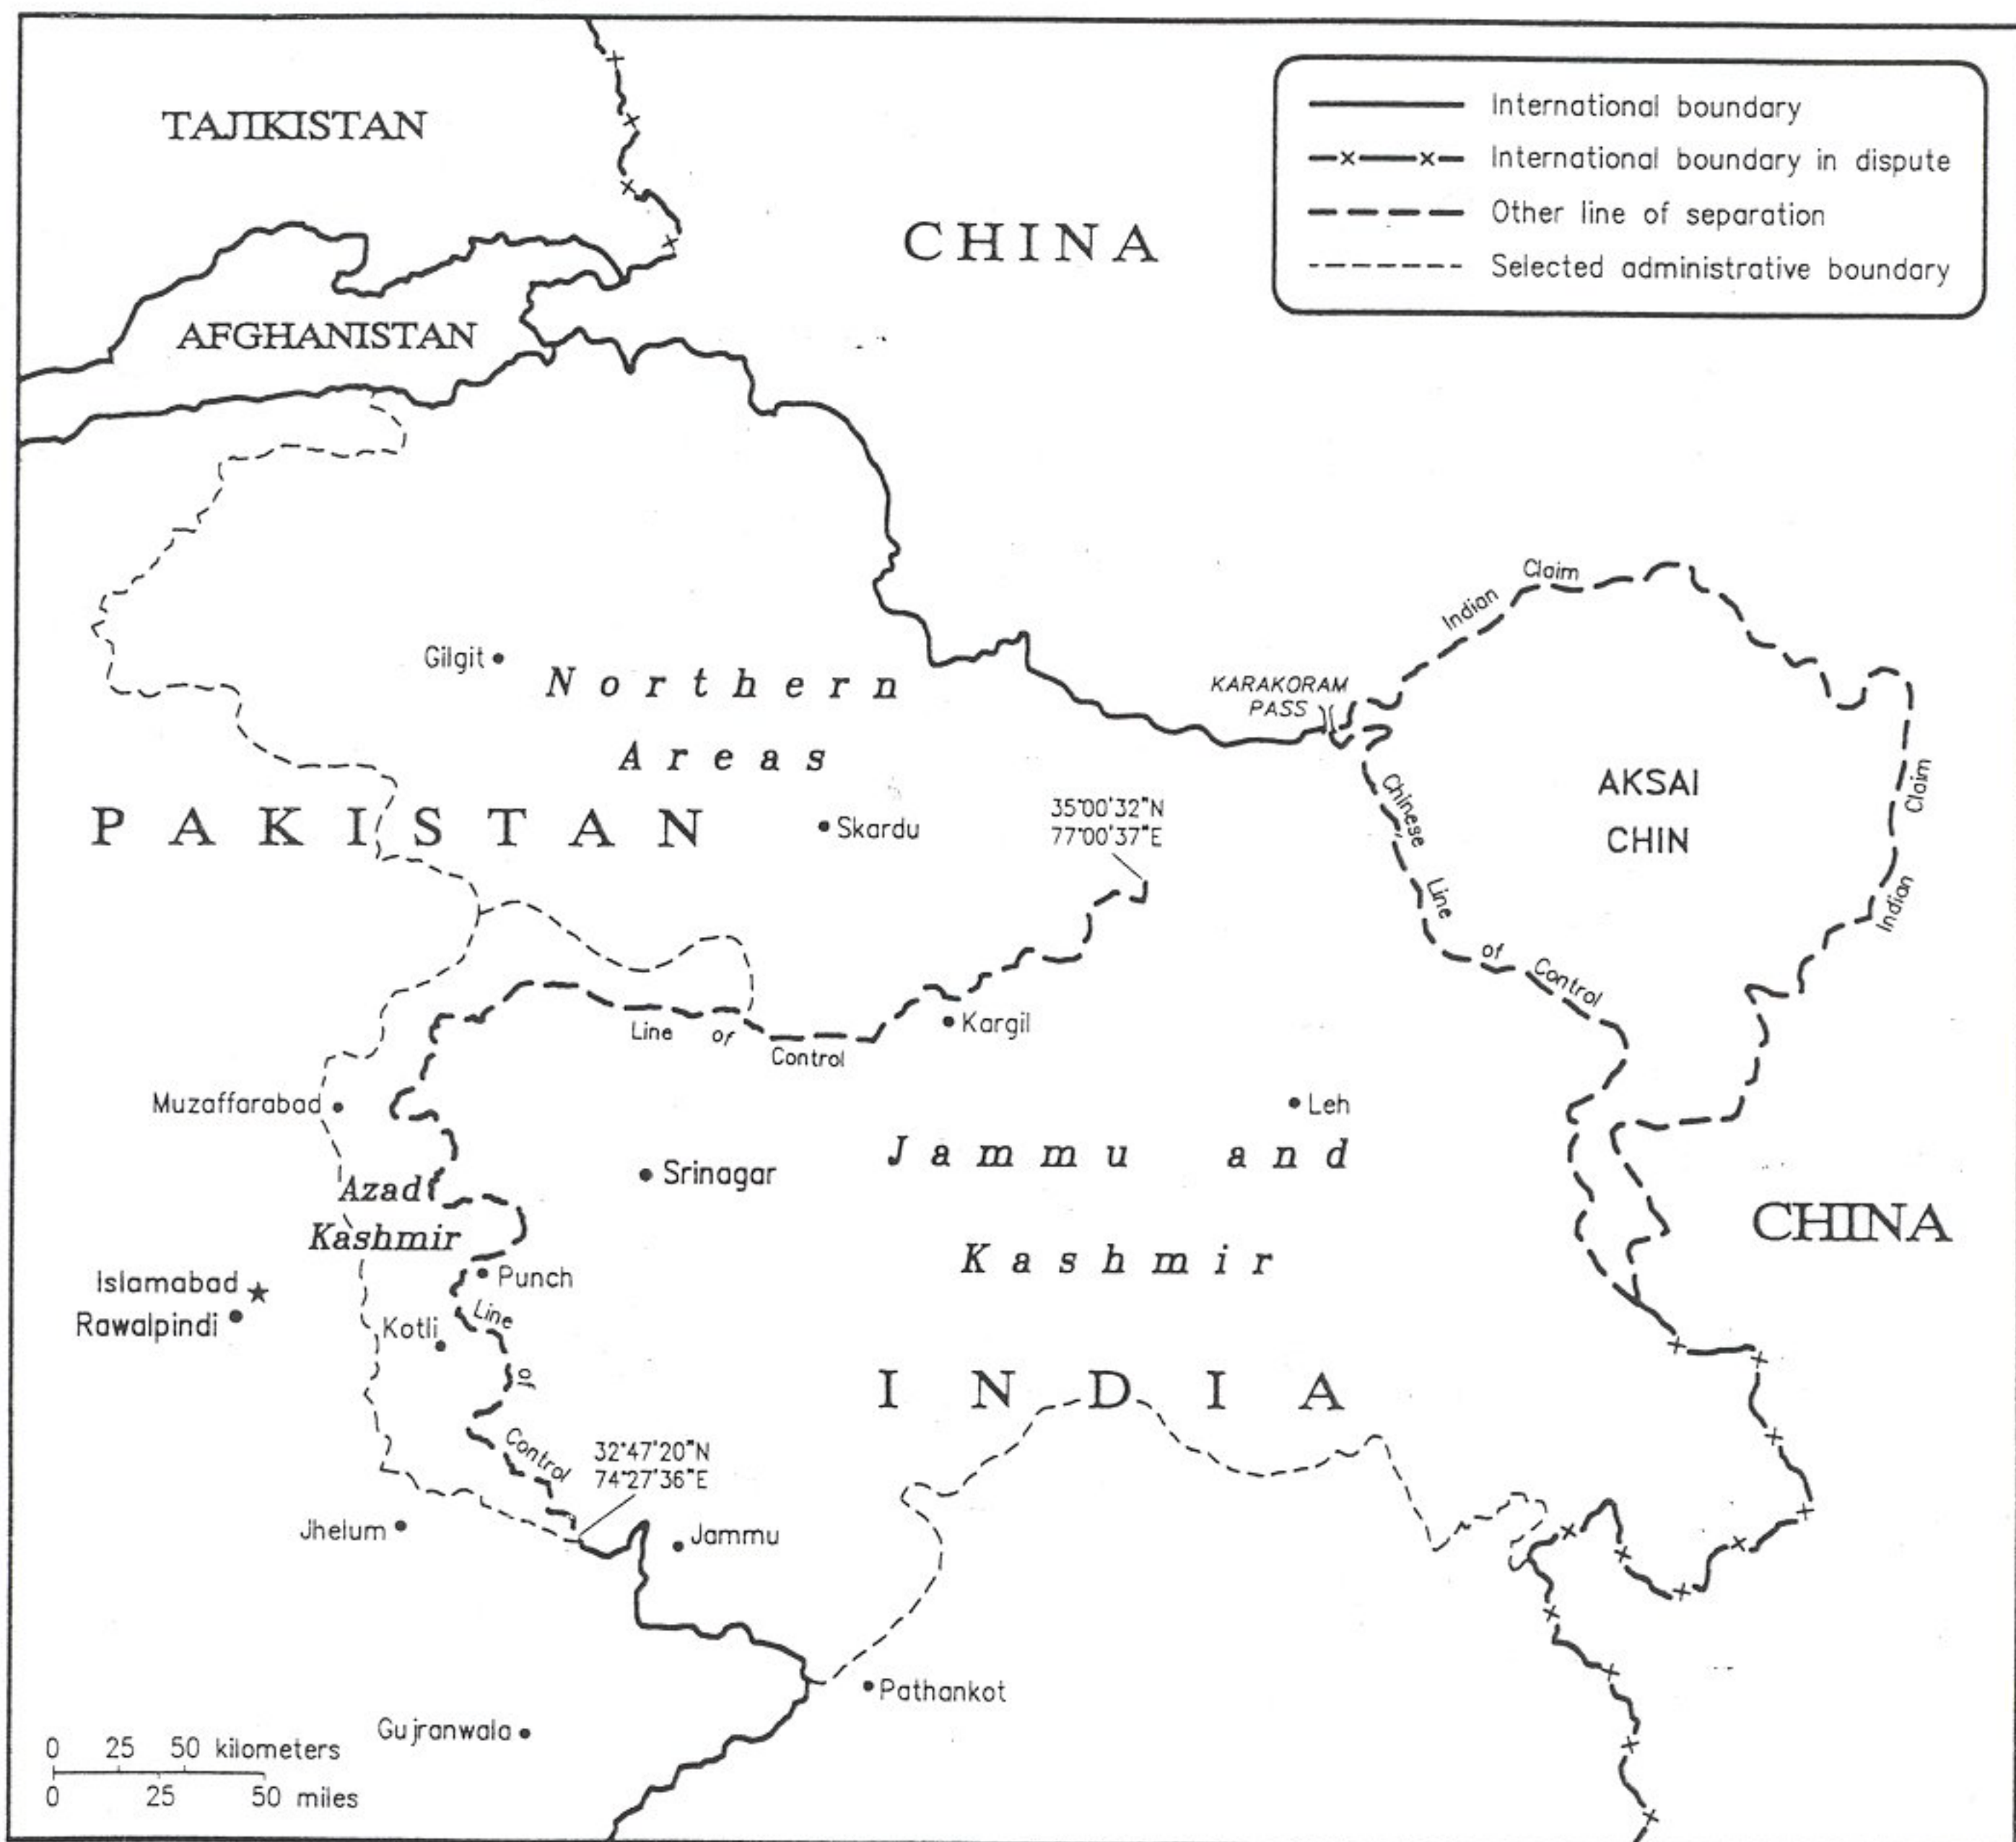 TAJIKISTAN
International boundary
International boundary in dispute
Other line of separation
Selected administrative boundary
CHINA
AFGHANISTAN
Indian Claim
Gilgit
Northern
Areas
KARAKORAM
PASS
AKSAI
CHIN
Chinese Line of Control
Indian Claim
PAKISTAN
Skardu
35°00'32"N
77°00'37"E
Line of Control
Kargil
Muzaffarabad
Leh
Jammu and
Kashmir
Srinagar
Azad
Kashmir
CHINA
Islamabad
Rawalpindi
Punch
Kotli
Line of Control
INDIA
32°47'20"N
74°27'36"E
Jhelum
Jammu
Pathankot
Gujranwala
0 25 50 kilometers
0 25 50 miles